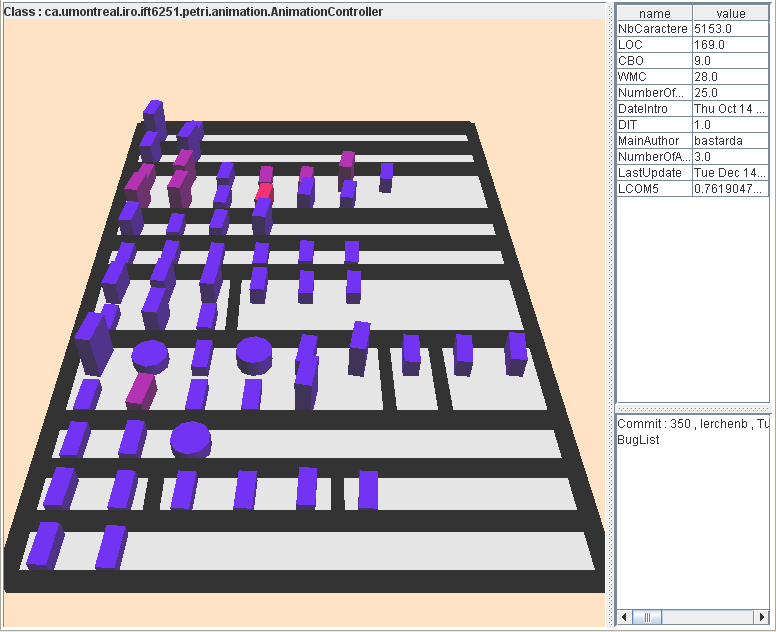 Class : ca.umontreal.iro.ift6251.petri.animation.AnimationController
name value
NbCaractere 5153.0
LOC 169.0
CBO 9.0
WMC 28.0
NumberOf... 25.0
DateIntro Thu Oct 14 ...
DIT 1.0
MainAuthor bastarda
NumberOfA... 3.0
LastUpdate Tue Dec 14...
LCOM5 0.7619047...
Commit : 350 , lerchenb , Tu
BugList